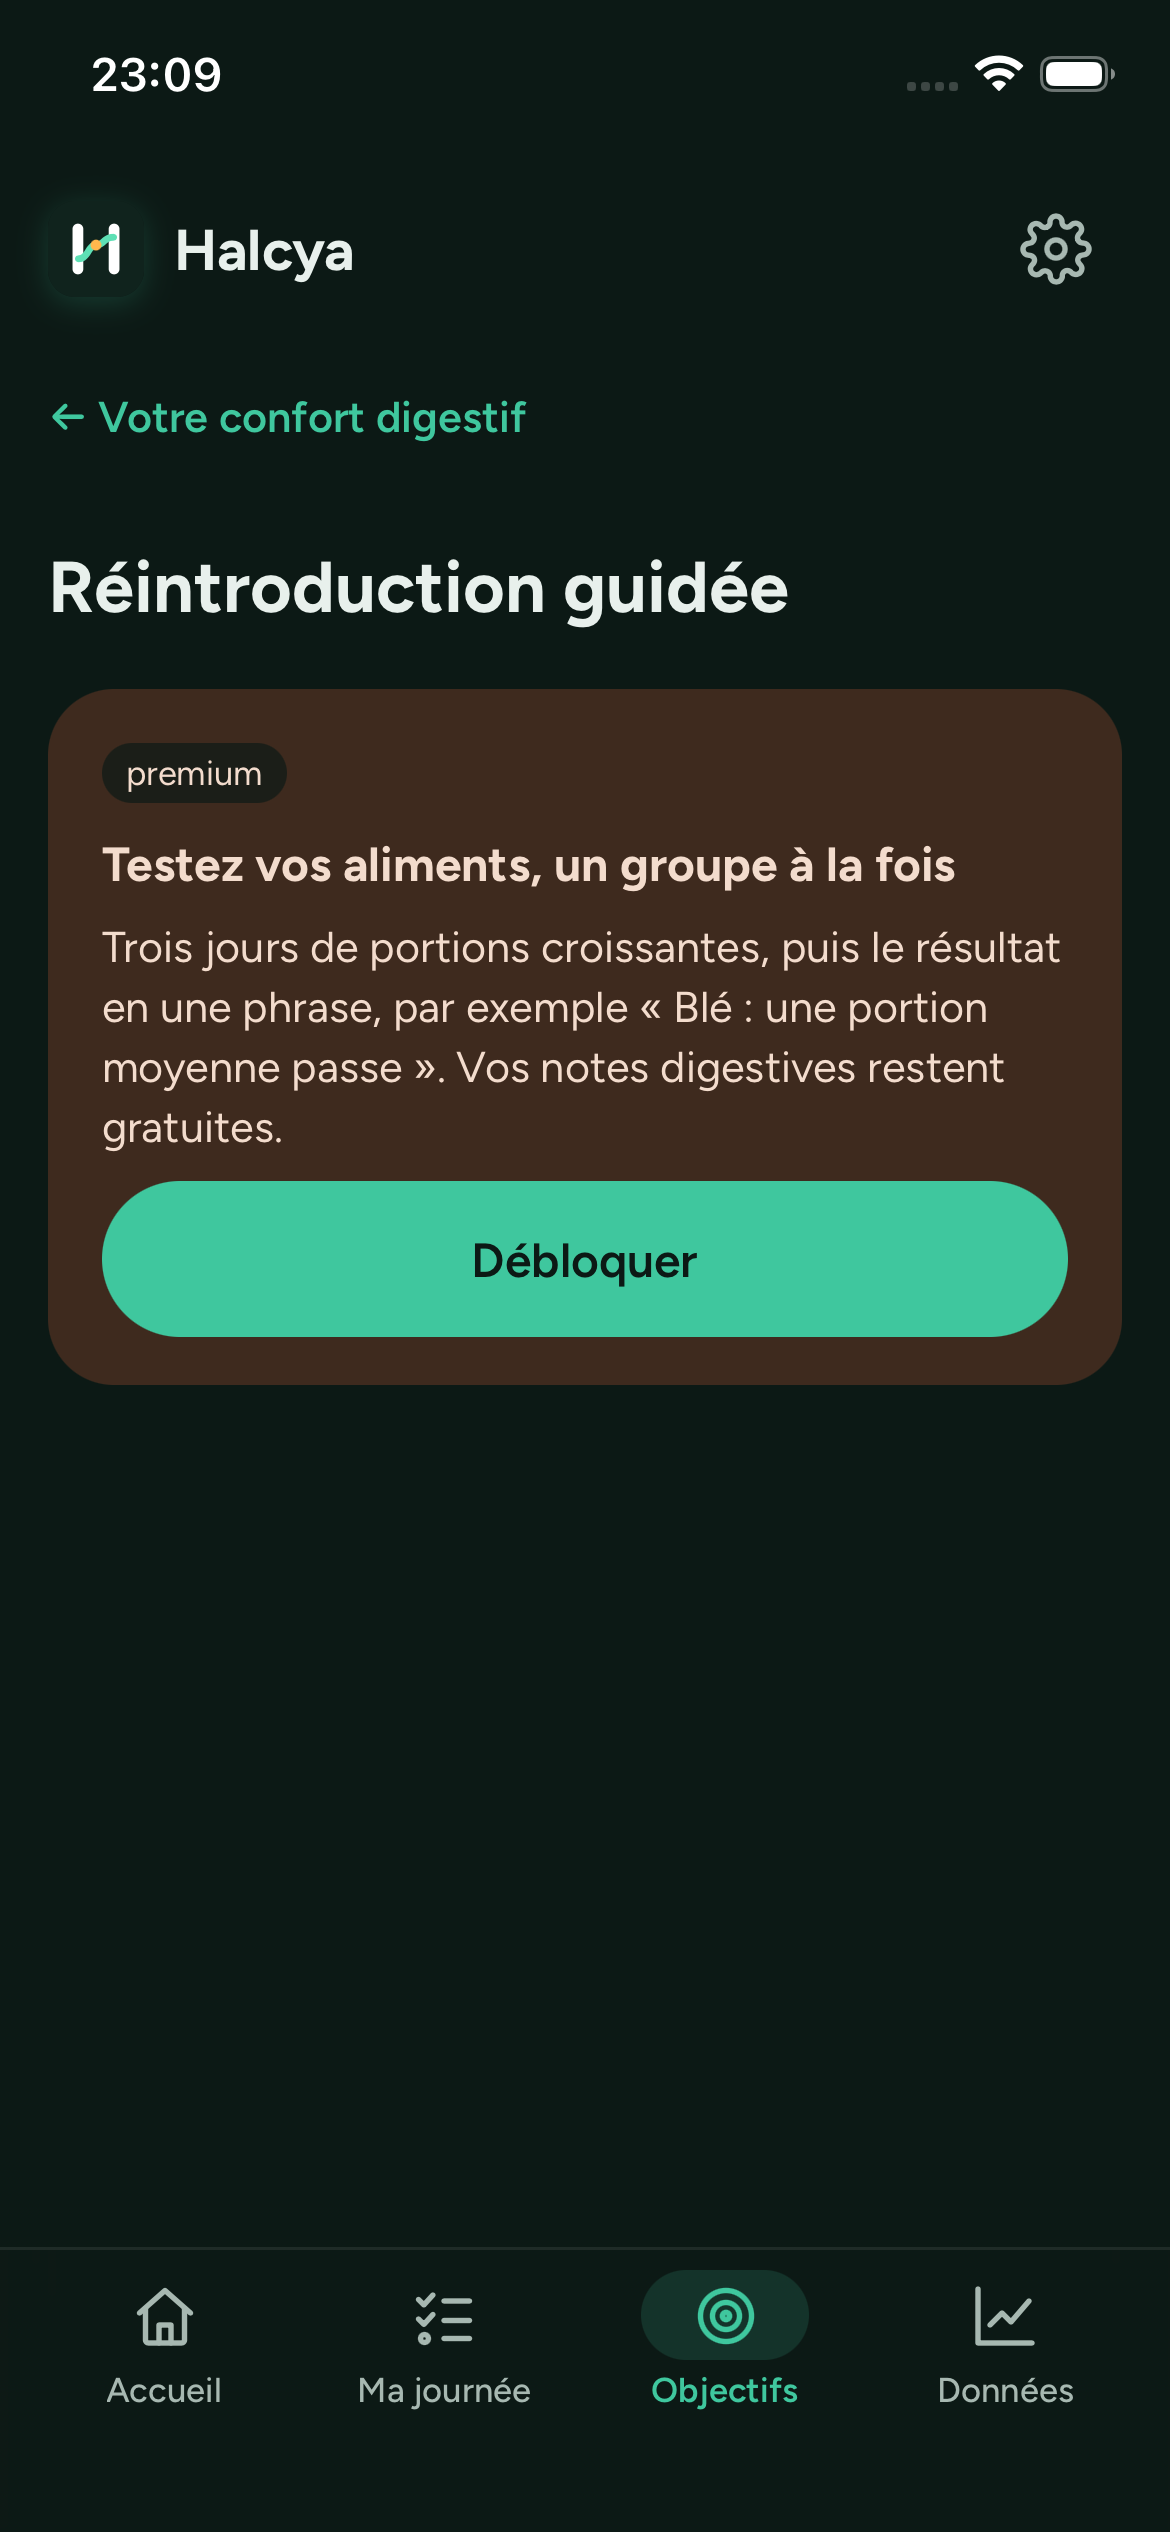 23:09
Halcya
← Votre confort digestif
Réintroduction guidée
premium
Testez vos aliments, un groupe à la fois
Trois jours de portions croissantes, puis le résultat
en une phrase, par exemple « Blé : une portion
moyenne passe ». Vos notes digestives restent
gratuites.
Débloquer
Accueil
Ma journée
Objectifs
Données